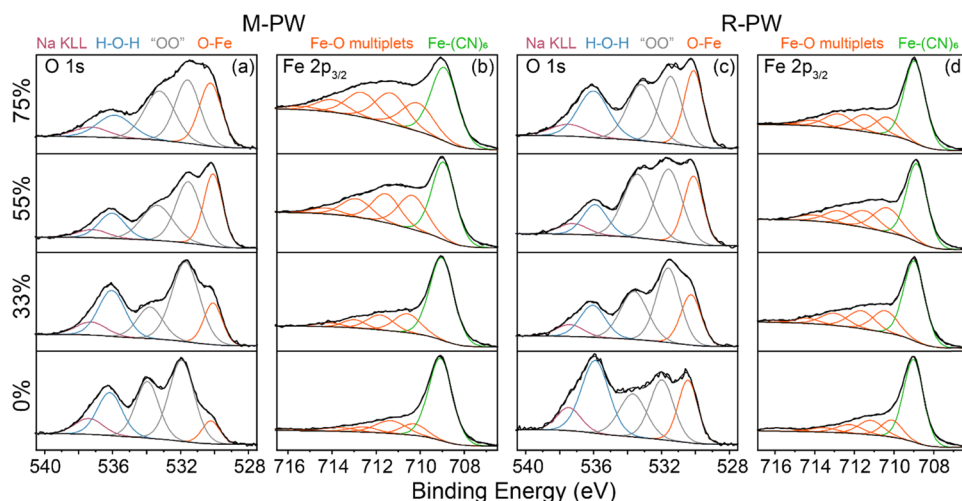 M-PW R-PW
Na KLL H-O-H “OO” O-Fe Fe-O multiplets Fe-(CN)₆ Na KLL H-O-H “OO” O-Fe Fe-O multiplets Fe-(CN)₆
O 1s (a) Fe 2p3/2 (b) O 1s (c) Fe 2p3/2 (d)
75%
55%
33%
0%
540 536 532 528 716 714 712 710 708 540 536 532 528 716 714 712 710 708
Binding Energy (eV)